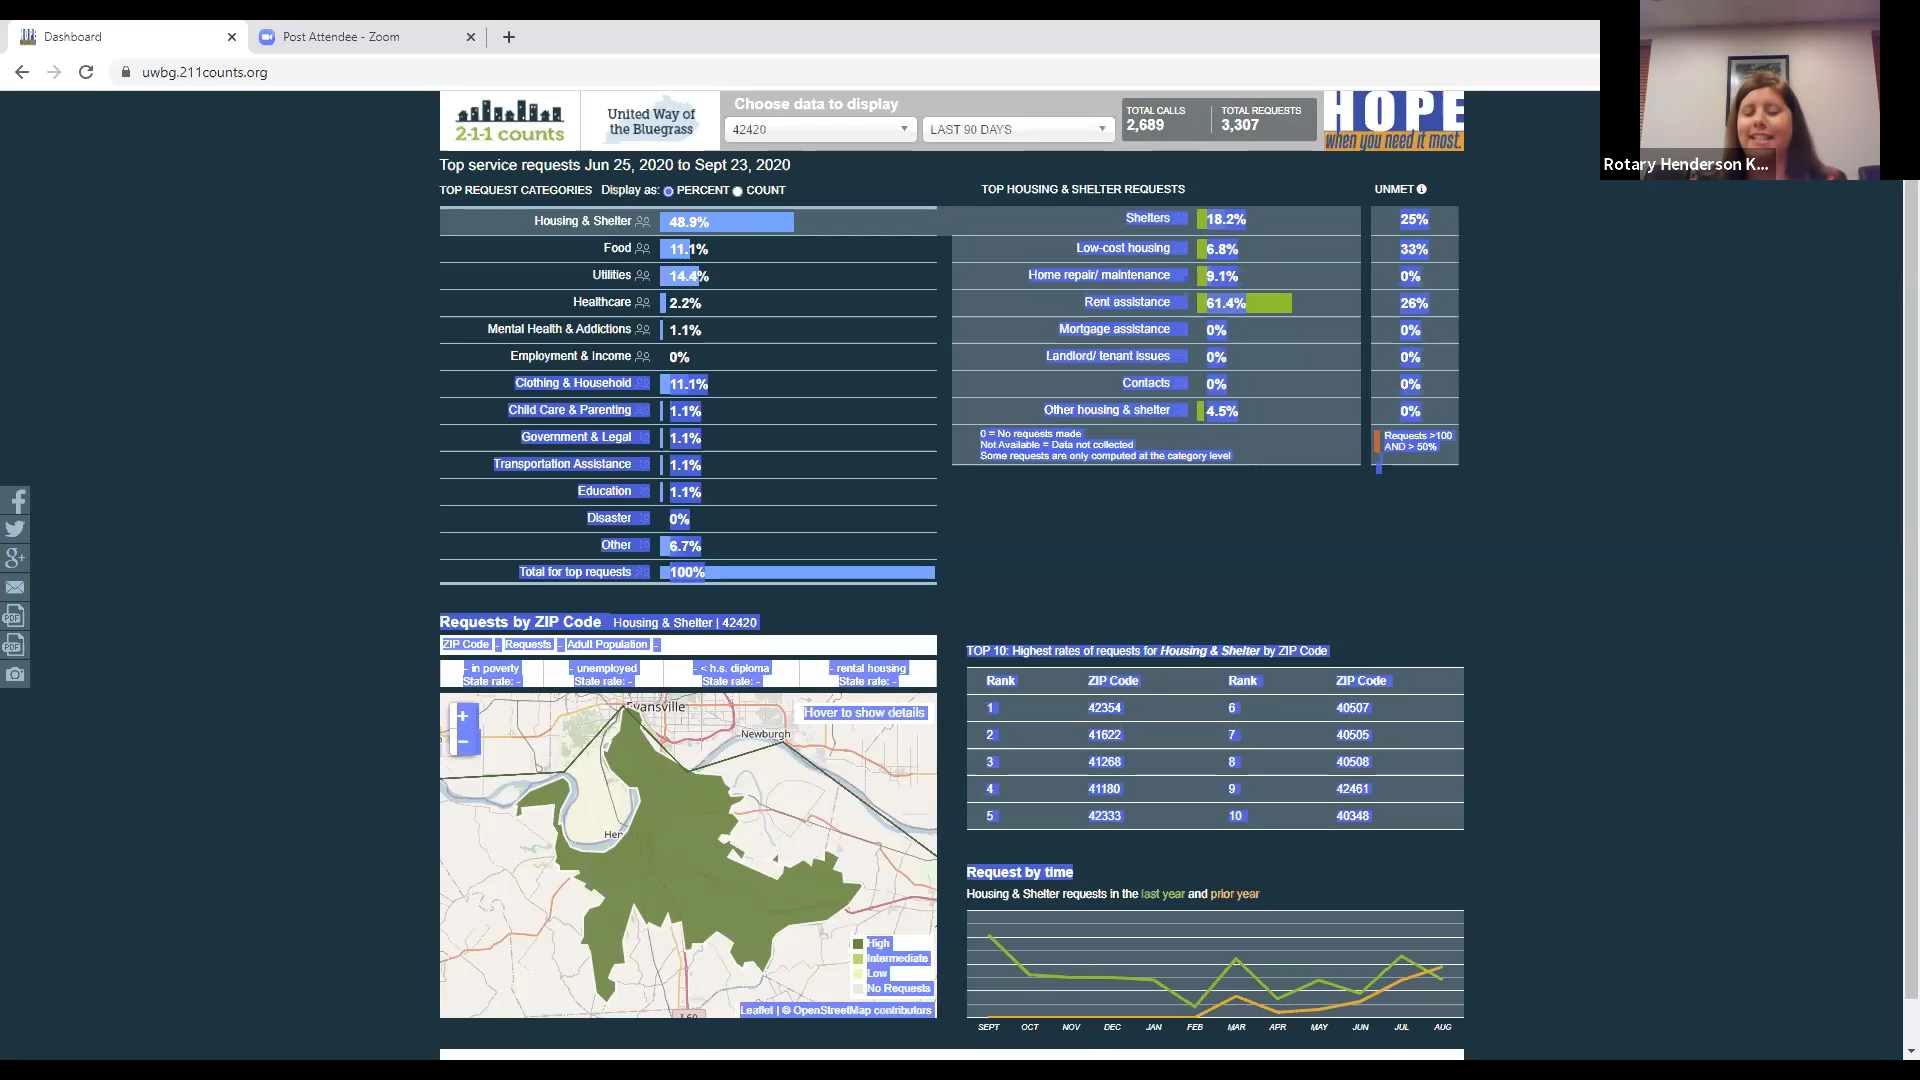 Dashboard
Post Attendee - Zoom
uwbg.211counts.org
2-1-1 counts
United Way of
the Bluegrass
Choose data to display
42420
LAST 90 DAYS
TOTAL CALLS
2,689
TOTAL REQUESTS
3,307
HOPE
when you need it most.
Rotary Henderson K...
Top service requests Jun 25, 2020 to Sept 23, 2020
TOP REQUEST CATEGORIES Display as: PERCENT COUNT
Housing & Shelter 48.9%
Food 11.1%
Utilities 14.4%
Healthcare 2.2%
Mental Health & Addictions 1.1%
Employment & Income 0%
Clothing & Household 11.1%
Child Care & Parenting 1.1%
Government & Legal 1.1%
Transportation Assistance 1.1%
Education 1.1%
Disaster 0%
Other 6.7%
Total for top requests 100%
TOP HOUSING & SHELTER REQUESTS UNMET
Shelters 18.2% 25%
Low-cost housing 6.8% 33%
Home repair/ maintenance 9.1% 0%
Rent assistance 61.4% 26%
Mortgage assistance 0% 0%
Landlord/ tenant issues 0% 0%
Contacts 0% 0%
Other housing & shelter 4.5% 0%
0 = No requests made
Not Available = Data not collected
Some requests are only computed at the category level
Requests >100
AND > 50%
Requests by ZIP Code Housing & Shelter | 42420
ZIP Code - Requests - Adult Population -
- in poverty
State rate: -
- unemployed
State rate: -
- < h.s. diploma
State rate: -
- rental housing
State rate: -
+
−
Evansville
Hover to show details
Newburgh
High
Intermediate
Low
No Requests
Leaflet | © OpenStreetMap contributors
TOP 10: Highest rates of requests for Housing & Shelter by ZIP Code
Rank ZIP Code Rank ZIP Code
1 42354 6 40507
2 41622 7 40505
3 41268 8 40508
4 41180 9 42461
5 42333 10 40348
Request by time
Housing & Shelter requests in the last year and prior year
SEPT OCT NOV DEC JAN FEB MAR APR MAY JUN JUL AUG
PDF
PDF